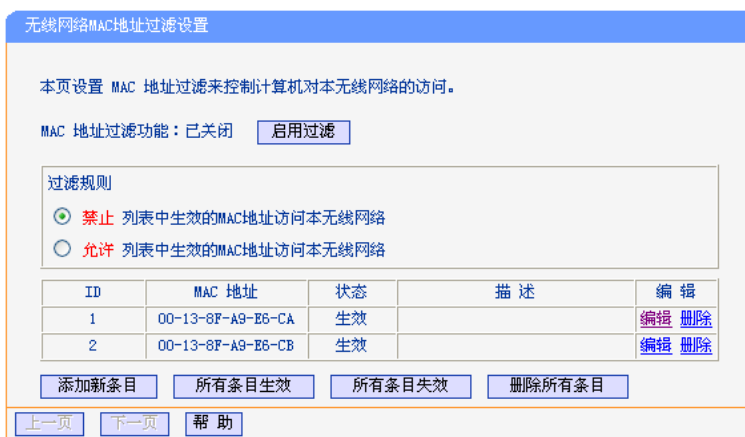 无线网络MAC地址过滤设置
本页设置 MAC 地址过滤来控制计算机对本无线网络的访问。
MAC 地址过滤功能：已关闭 启用过滤
过滤规则
禁止 列表中生效的MAC地址访问本无线网络
允许 列表中生效的MAC地址访问本无线网络
ID MAC 地址 状态 描 述 编 辑
1 00-13-8F-A9-E6-CA 生效 编辑 删除
2 00-13-8F-A9-E6-CB 生效 编辑 删除
添加新条目 所有条目生效 所有条目失效 删除所有条目
上一页 下一页 帮 助